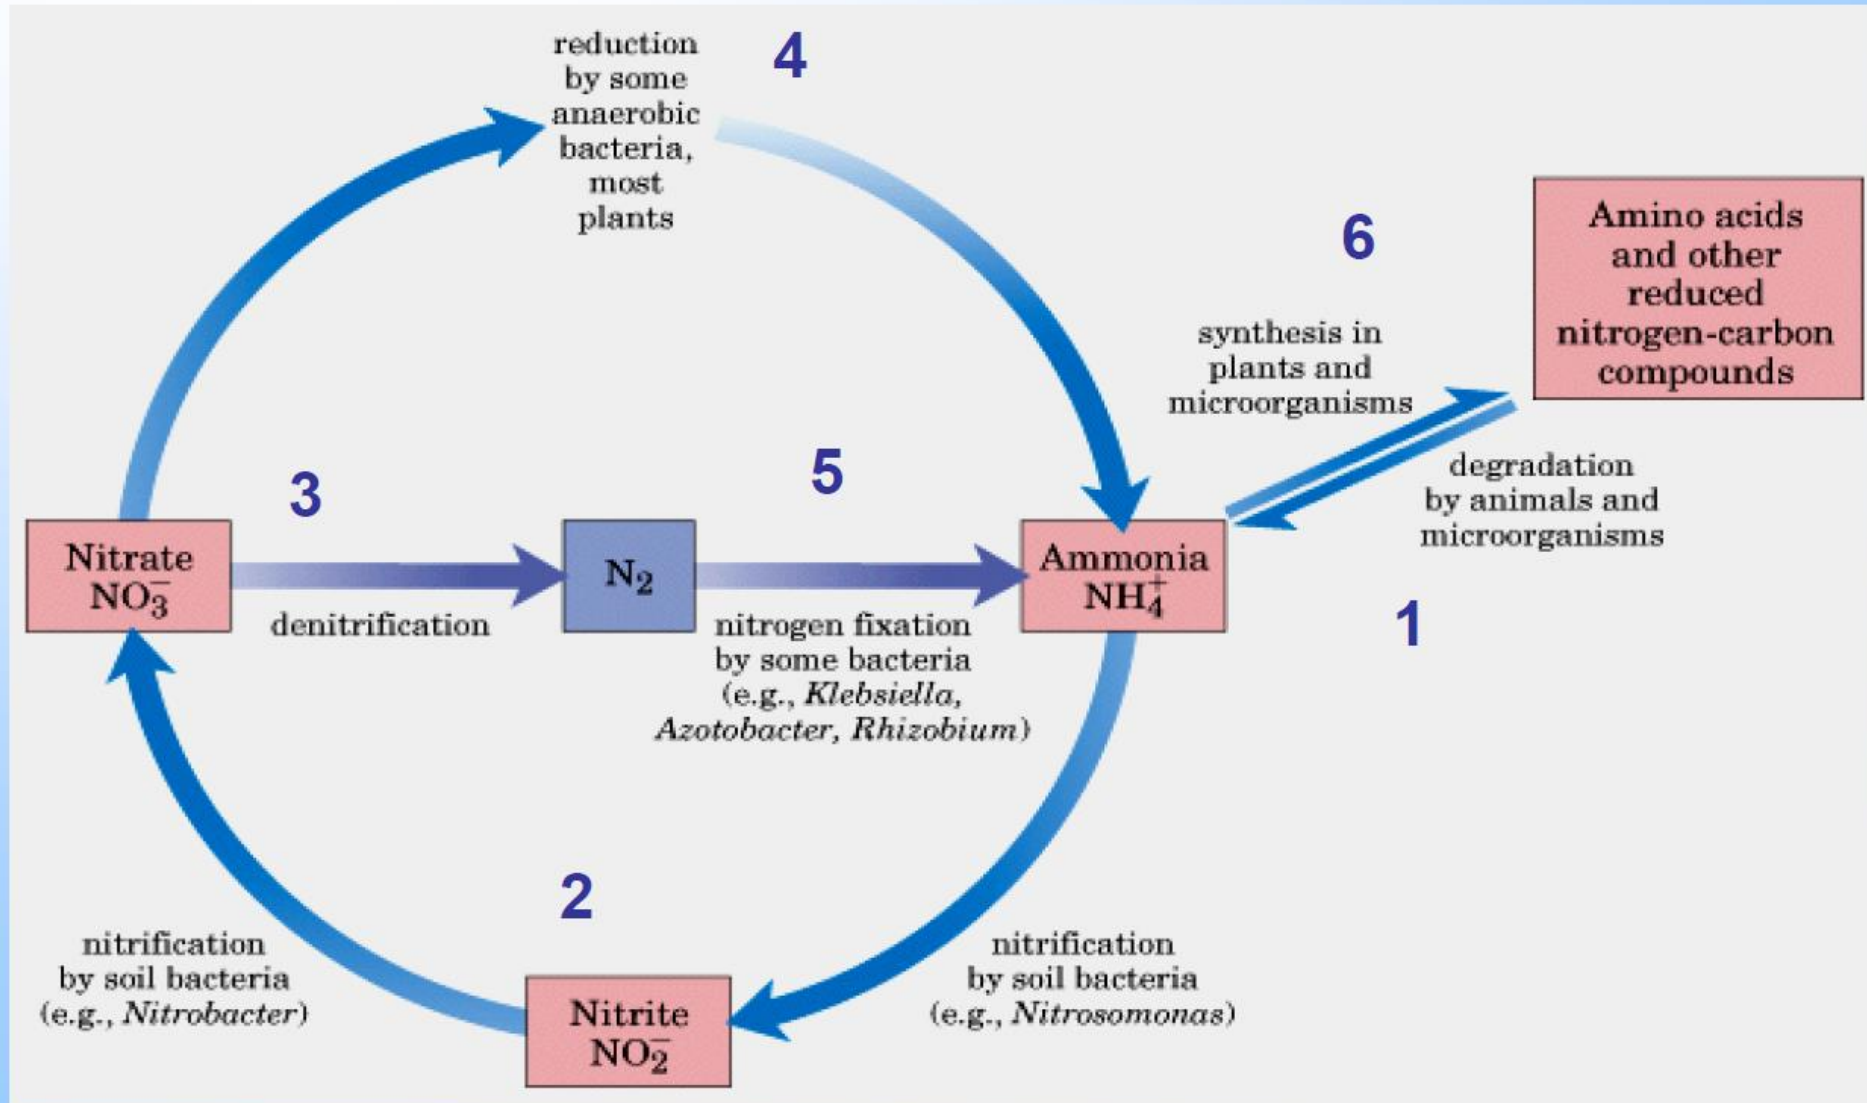 reduction
by some
anaerobic
bacteria,
most
plants
4
6
Amino acids
and other
reduced
nitrogen-carbon
compounds
synthesis in
plants and
microorganisms
degradation
by animals and
microorganisms
1
3
5
Nitrate
NO₃⁻
denitrification
N₂
nitrogen fixation
by some bacteria
(e.g., Klebsiella,
Azotobacter, Rhizobium)
Ammonia
NH₄⁺
2
nitrification
by soil bacteria
(e.g., Nitrobacter)
Nitrite
NO₂⁻
nitrification
by soil bacteria
(e.g., Nitrosomonas)